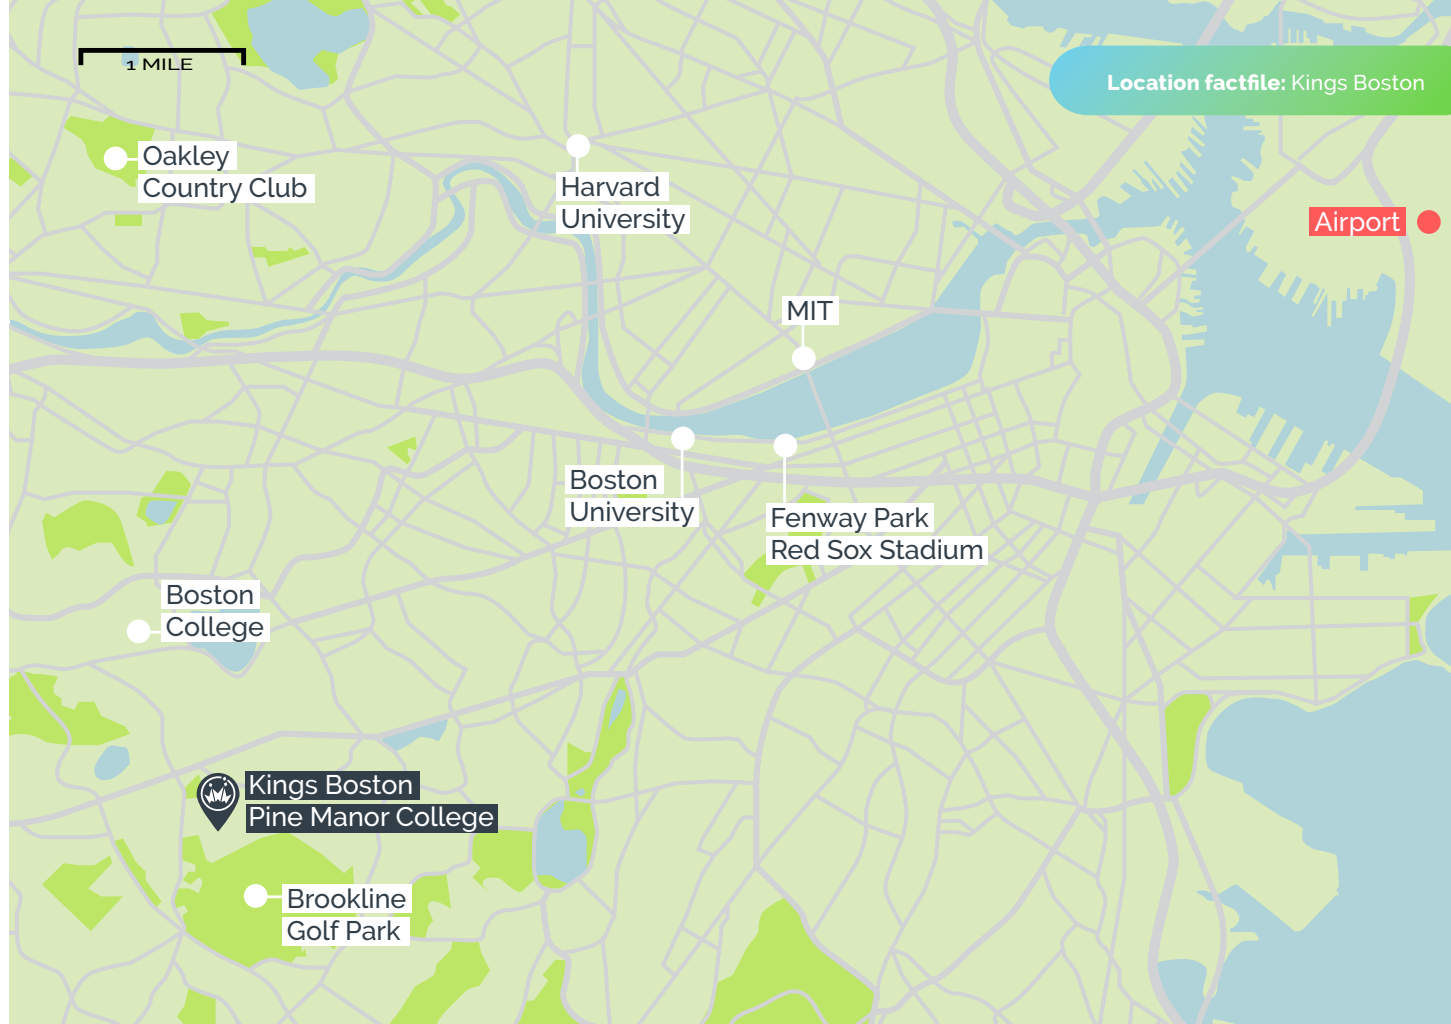 1 MILE
Location factfile: Kings Boston
Oakley
Country Club
Harvard
University
Airport
MIT
Boston
University
Fenway Park
Red Sox Stadium
Boston
College
Kings Boston
Pine Manor College
Brookline
Golf Park